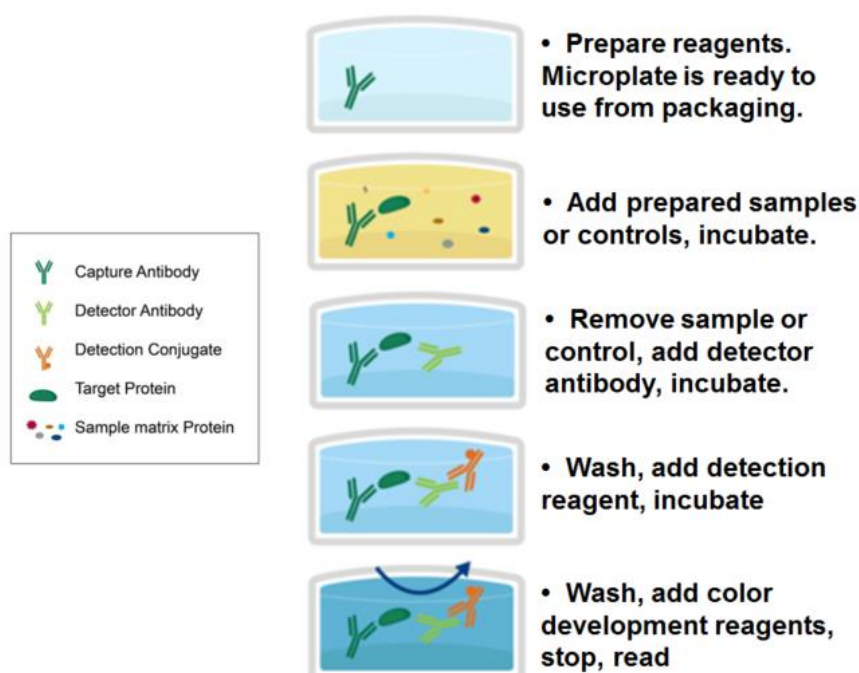 • Prepare reagents.
Microplate is ready to
use from packaging.
• Add prepared samples
or controls, incubate.
Capture Antibody
Detector Antibody
Detection Conjugate
Target Protein
Sample matrix Protein
• Remove sample or
control, add detector
antibody, incubate.
• Wash, add detection
reagent, incubate
• Wash, add color
development reagents,
stop, read